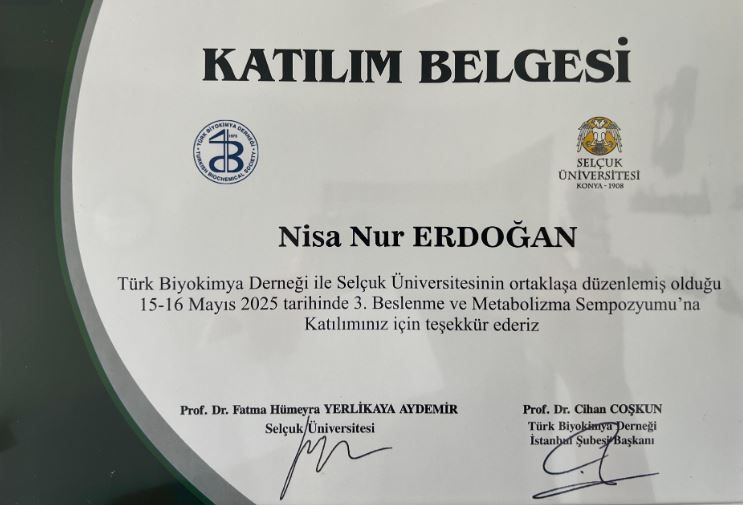 KATILIM BELGESİ
TÜRK BİYOKİMYA DERNEĞİ
TURKISH BIOCHEMICAL SOCIETY
SELÇUK
ÜNİVERSİTESİ
KONYA - 1908
Nisa Nur ERDOĞAN
Türk Biyokimya Derneği ile Selçuk Üniversitesinin ortaklaşa düzenlemiş olduğu
15-16 Mayıs 2025 tarihinde 3. Beslenme ve Metabolizma Sempozyumu'na
Katılımınız için teşekkür ederiz
Prof. Dr. Fatma Hümeyra YERLİKAYA AYDEMİR
Selçuk Üniversitesi
Prof. Dr. Cihan COŞKUN
Türk Biyokimya Derneği
İstanbul Şubesi Başkanı